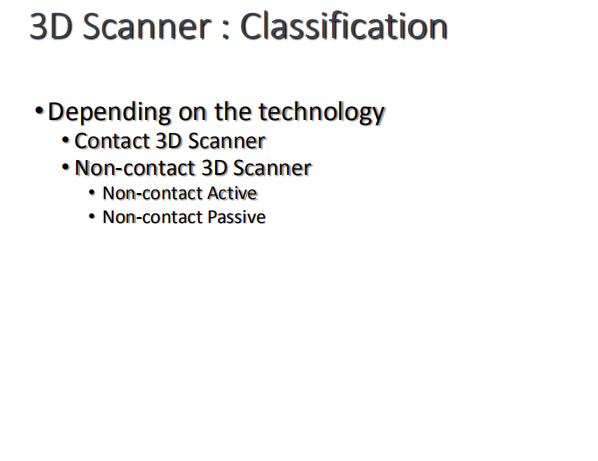 3D Scanner : Classification
•Depending on the technology
• Contact 3D Scanner
• Non-contact 3D Scanner
• Non-contact Active
• Non-contact Passive